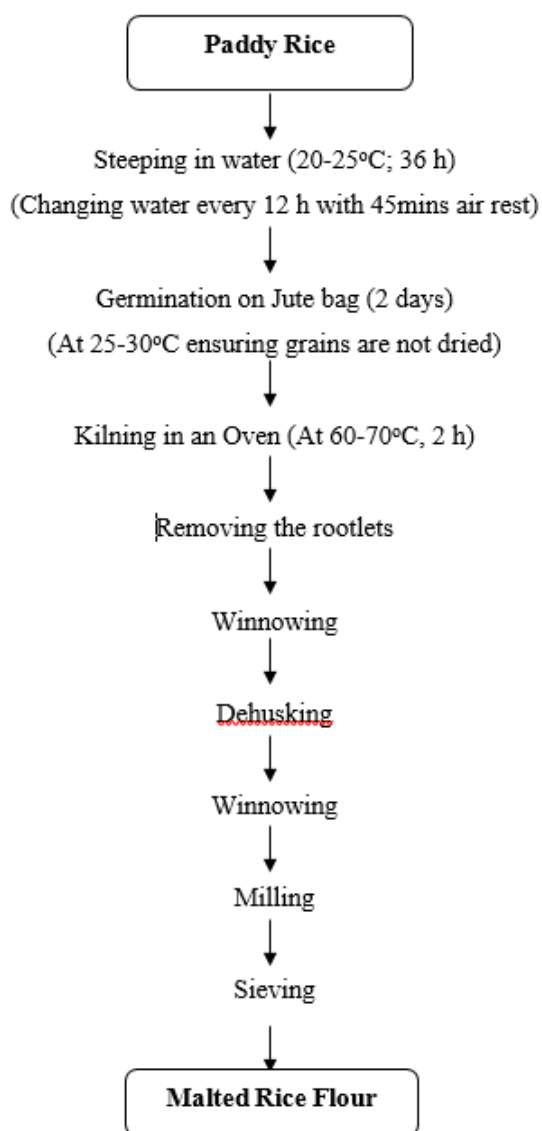 Paddy Rice
Steeping in water (20-25ᵒC; 36 h)
(Changing water every 12 h with 45mins air rest)
Germination on Jute bag (2 days)
(At 25-30ᵒC ensuring grains are not dried)
Kilning in an Oven (At 60-70ᵒC, 2 h)
Removing the rootlets
Winnowing
Dehusking
Winnowing
Milling
Sieving
Malted Rice Flour